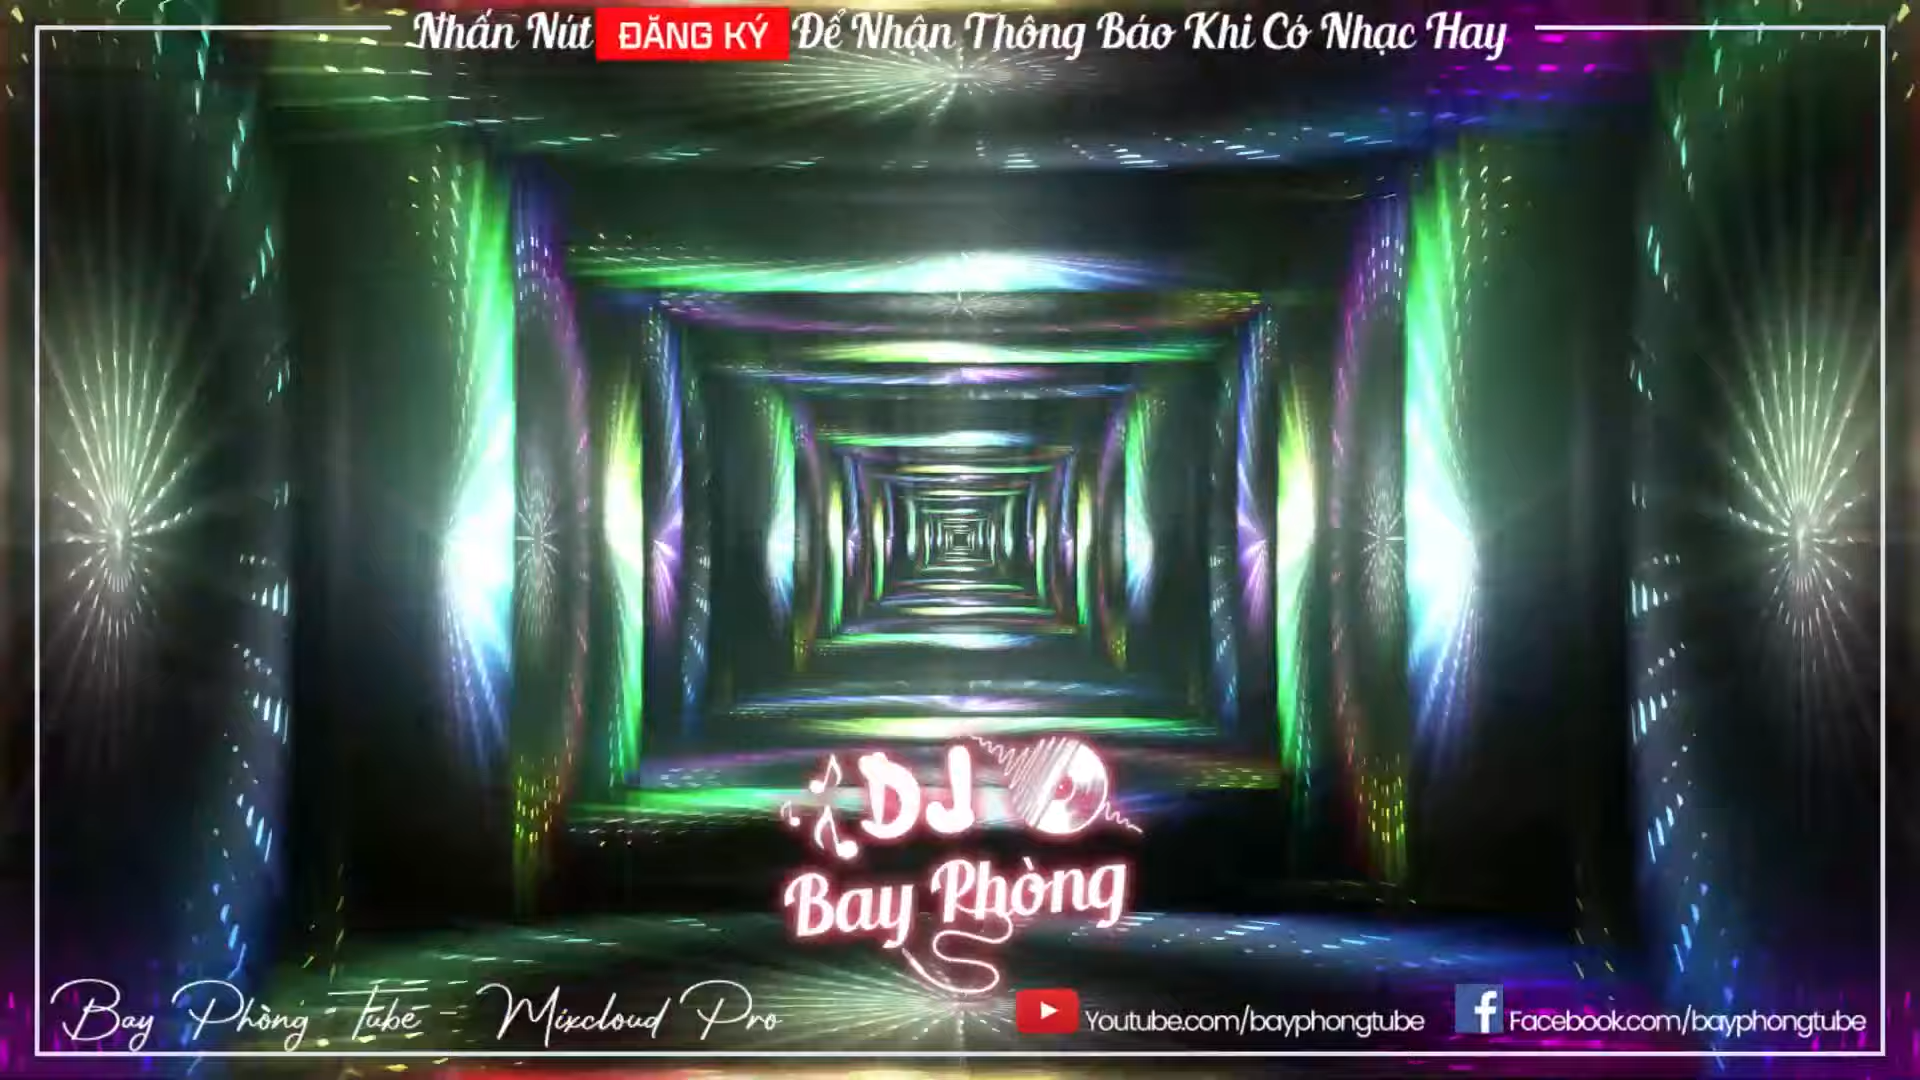 Nhấn Nút ĐĂNG KÝ Để Nhận Thông Báo Khi Có Nhạc Hay
DJ
Bay Phòng
Bay Phòng Tube - Mixcloud Pro
Youtube.com/bayphongtube
Facebook.com/bayphongtube